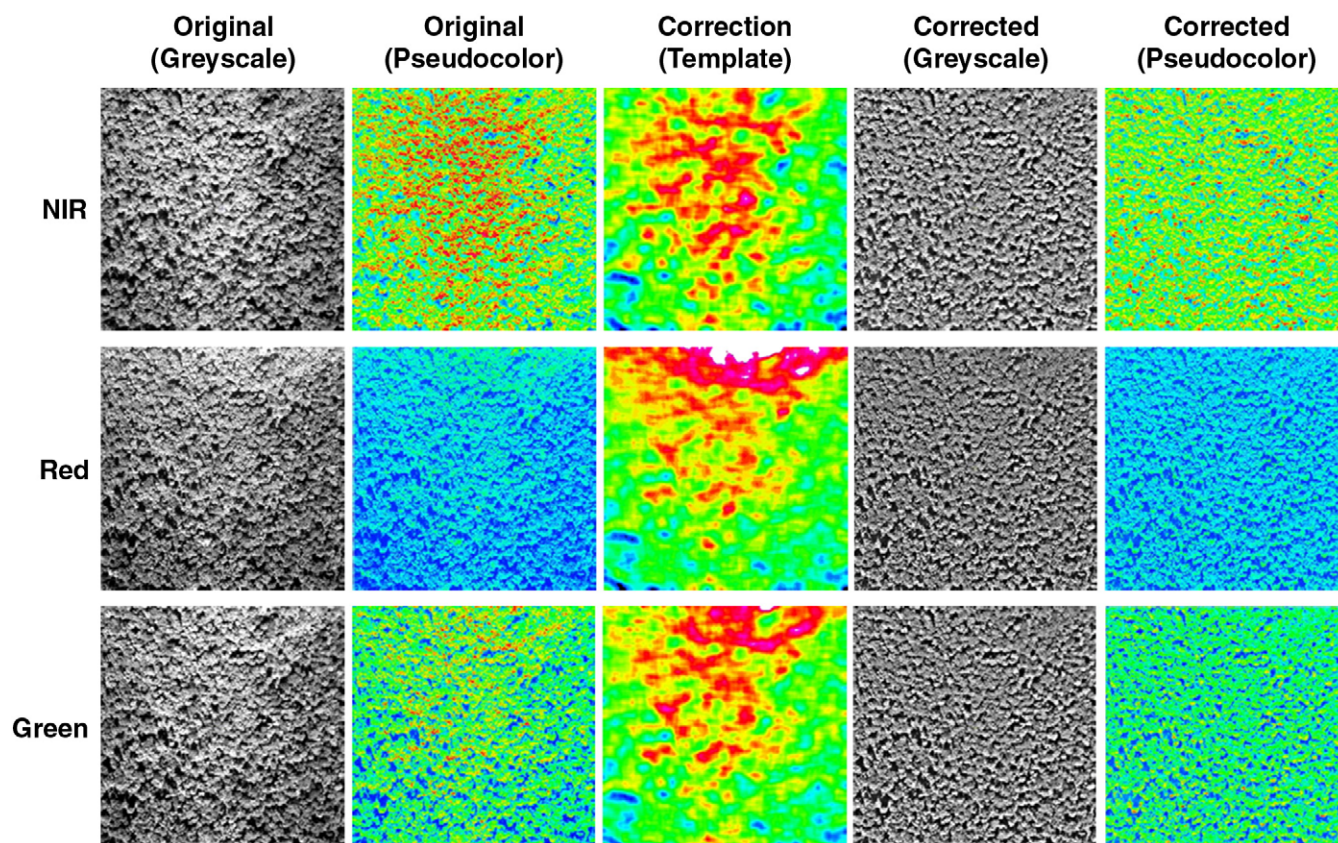 Original
(Greyscale)
Original
(Pseudocolor)
Correction
(Template)
Corrected
(Greyscale)
Corrected
(Pseudocolor)
NIR
Red
Green